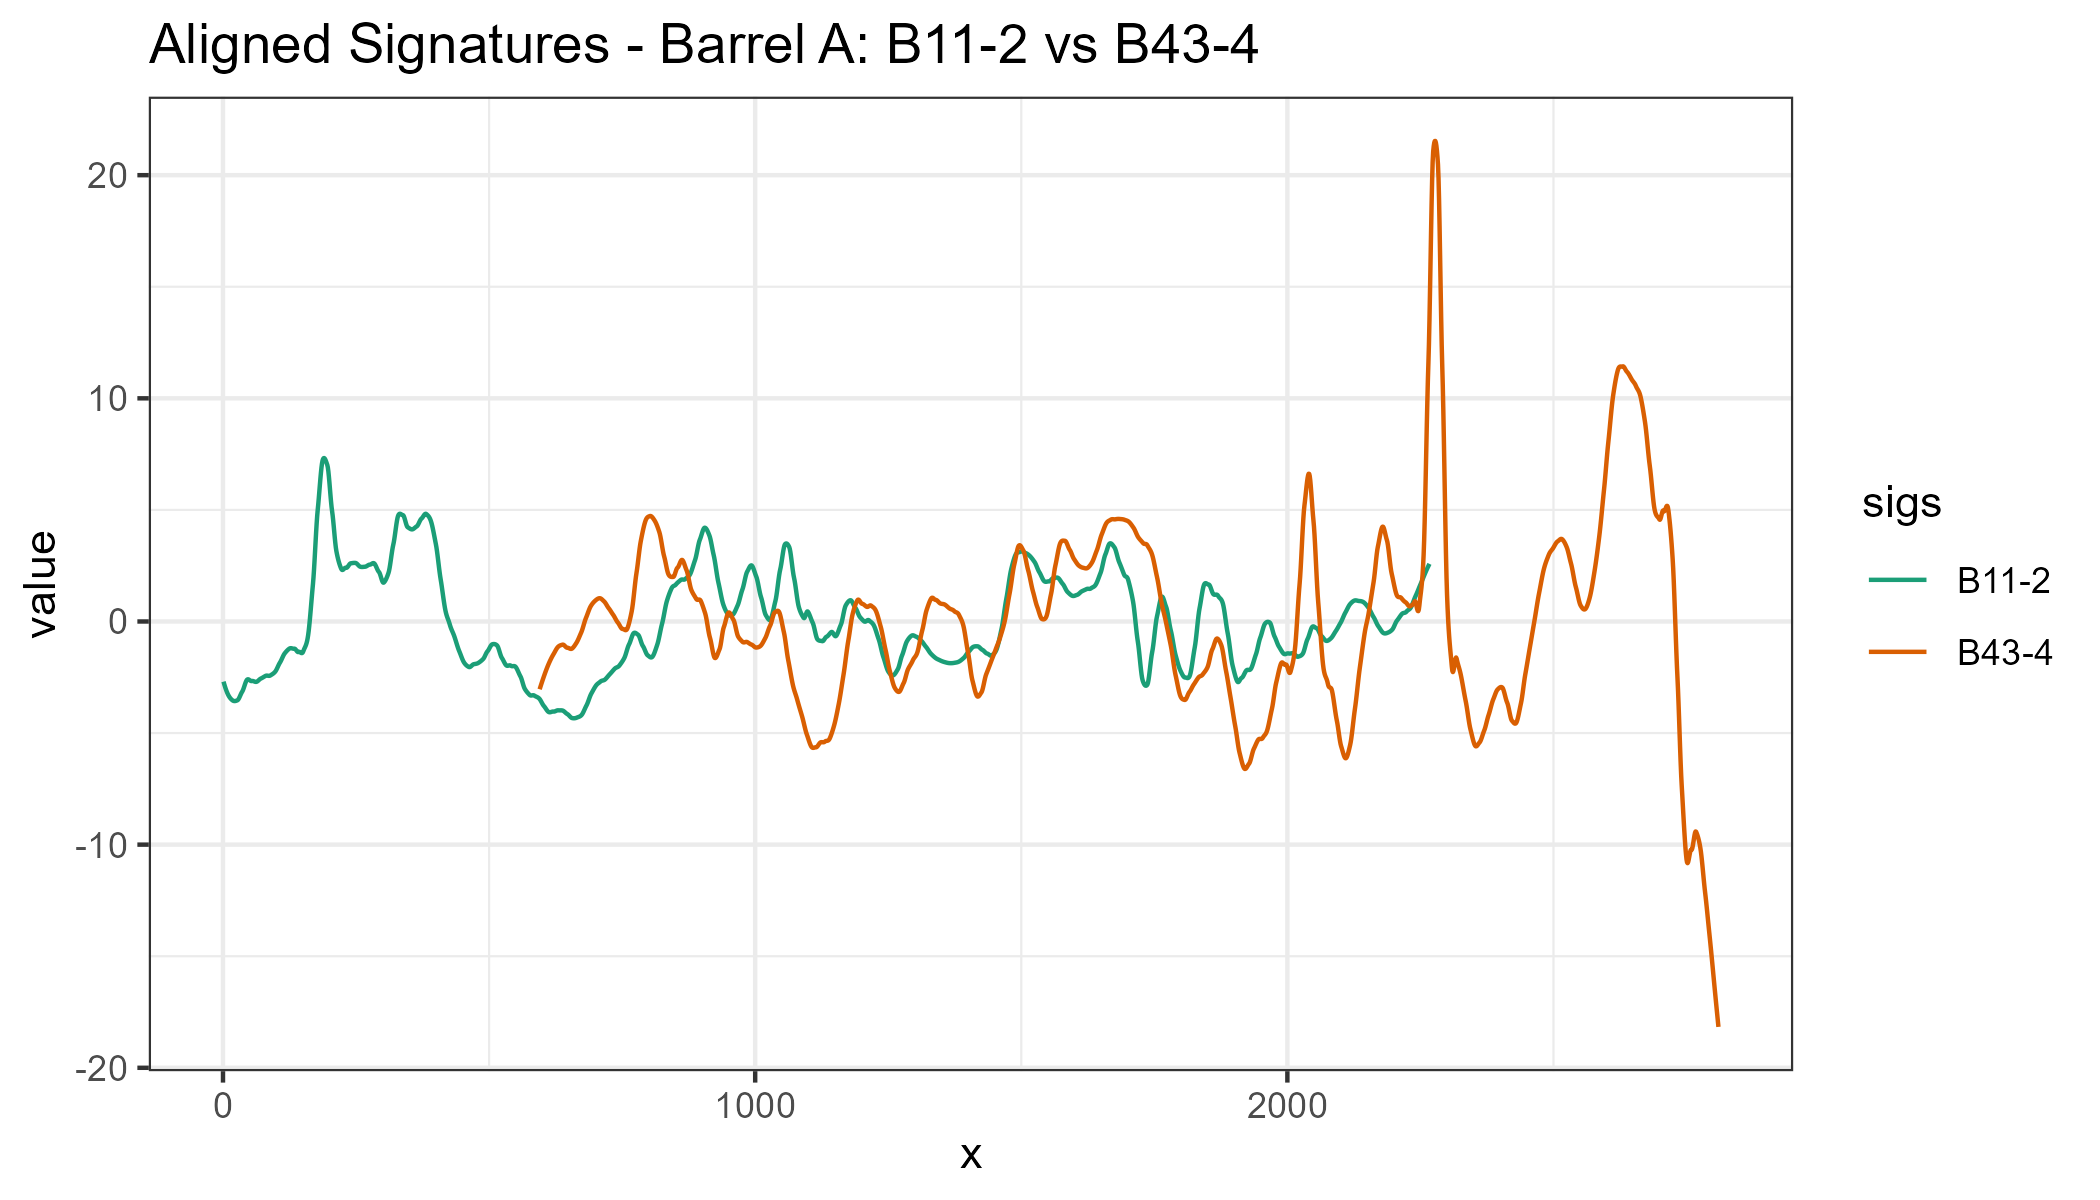 Aligned Signatures - Barrel A: B11-2 vs B43-4
value
20
10
0
-10
-20
0 1000 2000
x
sigs
B11-2
B43-4